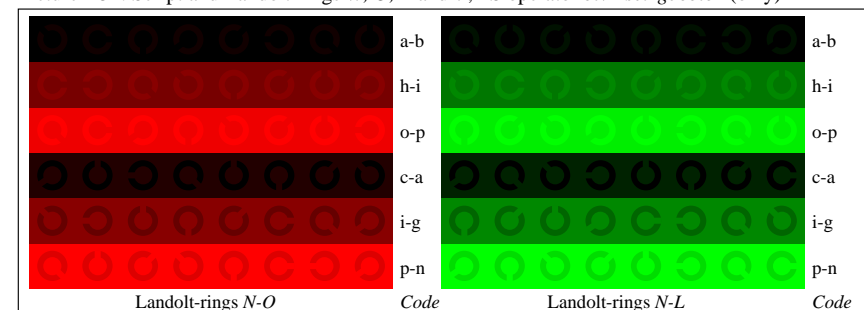 a-b a-b
h-i h-i
o-p o-p
c-a c-a
i-g i-g
p-n p-n
Landolt-rings N-O Code Landolt-rings N-L Code